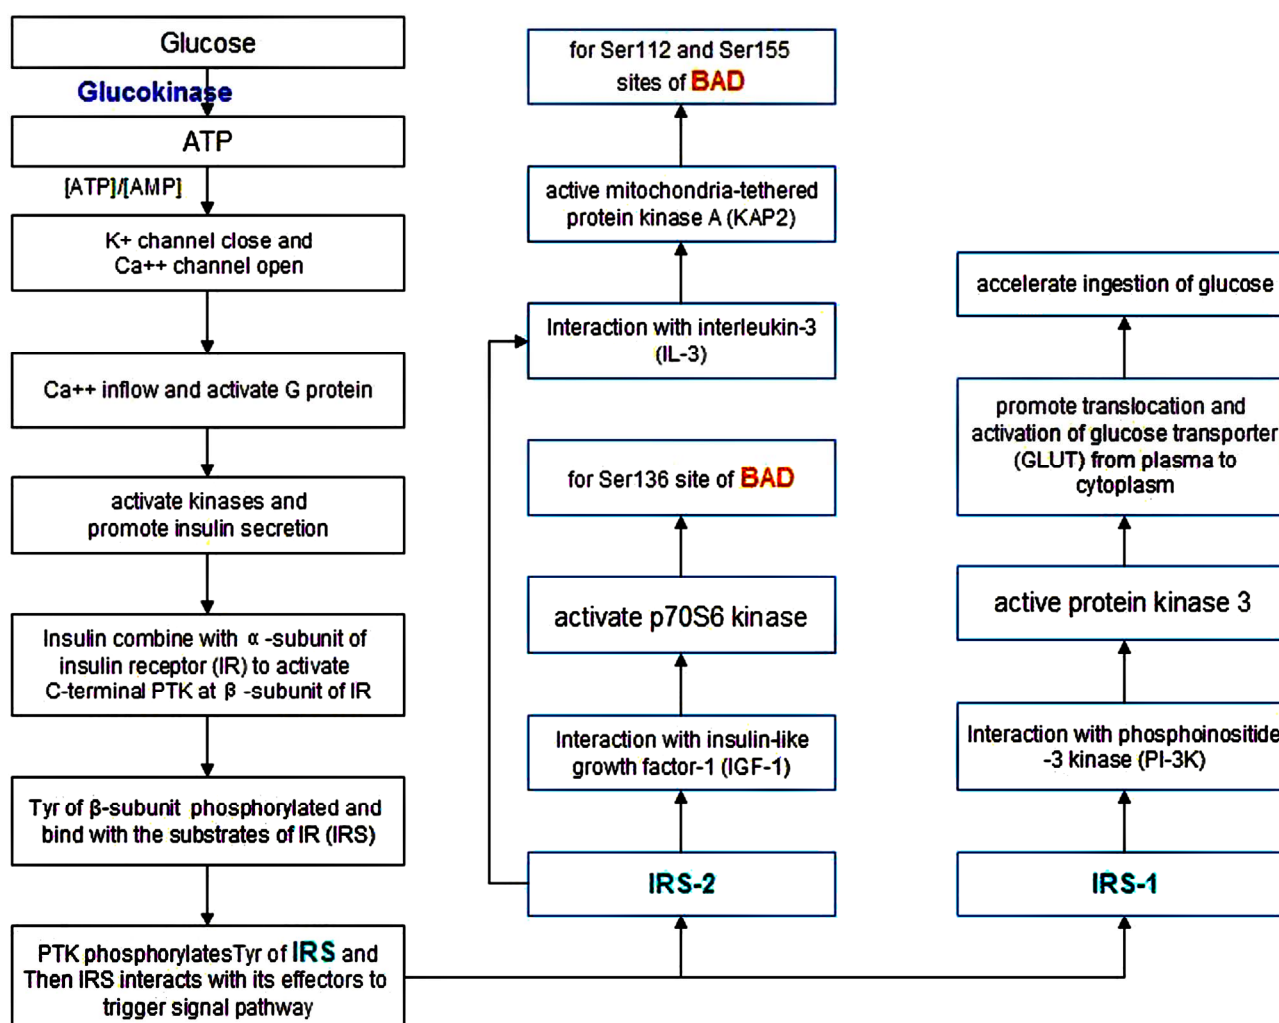 Glucose
Glucokinase
ATP
[ATP]/[AMP]
K+ channel close and
Ca++ channel open
Ca++ inflow and activate G protein
activate kinases and
promote insulin secretion
Insulin combine with α-subunit of
insulin receptor (IR) to activate
C-terminal PTK at β-subunit of IR
Tyr of β-subunit phosphorylated and
bind with the substrates of IR (IRS)
PTK phosphorylatesTyr of IRS and
Then IRS interacts with its effectors to
trigger signal pathway
for Ser112 and Ser155
sites of BAD
active mitochondria-tethered
protein kinase A (KAP2)
Interaction with interleukin-3
(IL-3)
for Ser136 site of BAD
activate p70S6 kinase
Interaction with insulin-like
growth factor-1 (IGF-1)
IRS-2
accelerate ingestion of glucose
promote translocation and
activation of glucose transporter
(GLUT) from plasma to
cytoplasm
active protein kinase 3
Interaction with phosphoinositide
-3 kinase (PI-3K)
IRS-1